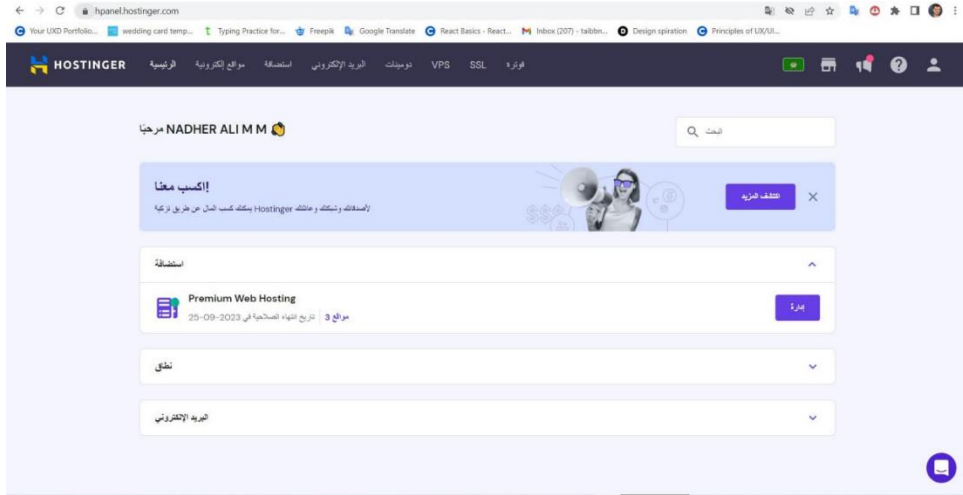 hpanel.hostinger.com
Your UXD Portfolio... wedding card temp... Typing Practice for... Freepik Google Translate React Basics - React... Inbox (207) - taibbn... Design spiration Principles of UX/UI...
HOSTINGER الرئيسية مواقع إلكترونية استضافة البريد الإلكتروني دومينات VPS SSL فوترة
مرحبًا NADHER ALI M M
البحث
اكسب معنا!
يمكنك كسب المال عن طريق تزكية Hostinger لأصدقائك وشبكتك وعائلتك
اكتشف المزيد
استضافة
Premium Web Hosting
تاريخ انتهاء الصلاحية في 25-09-2023 | 3 مواقع
إدارة
نطاق
البريد الإلكتروني